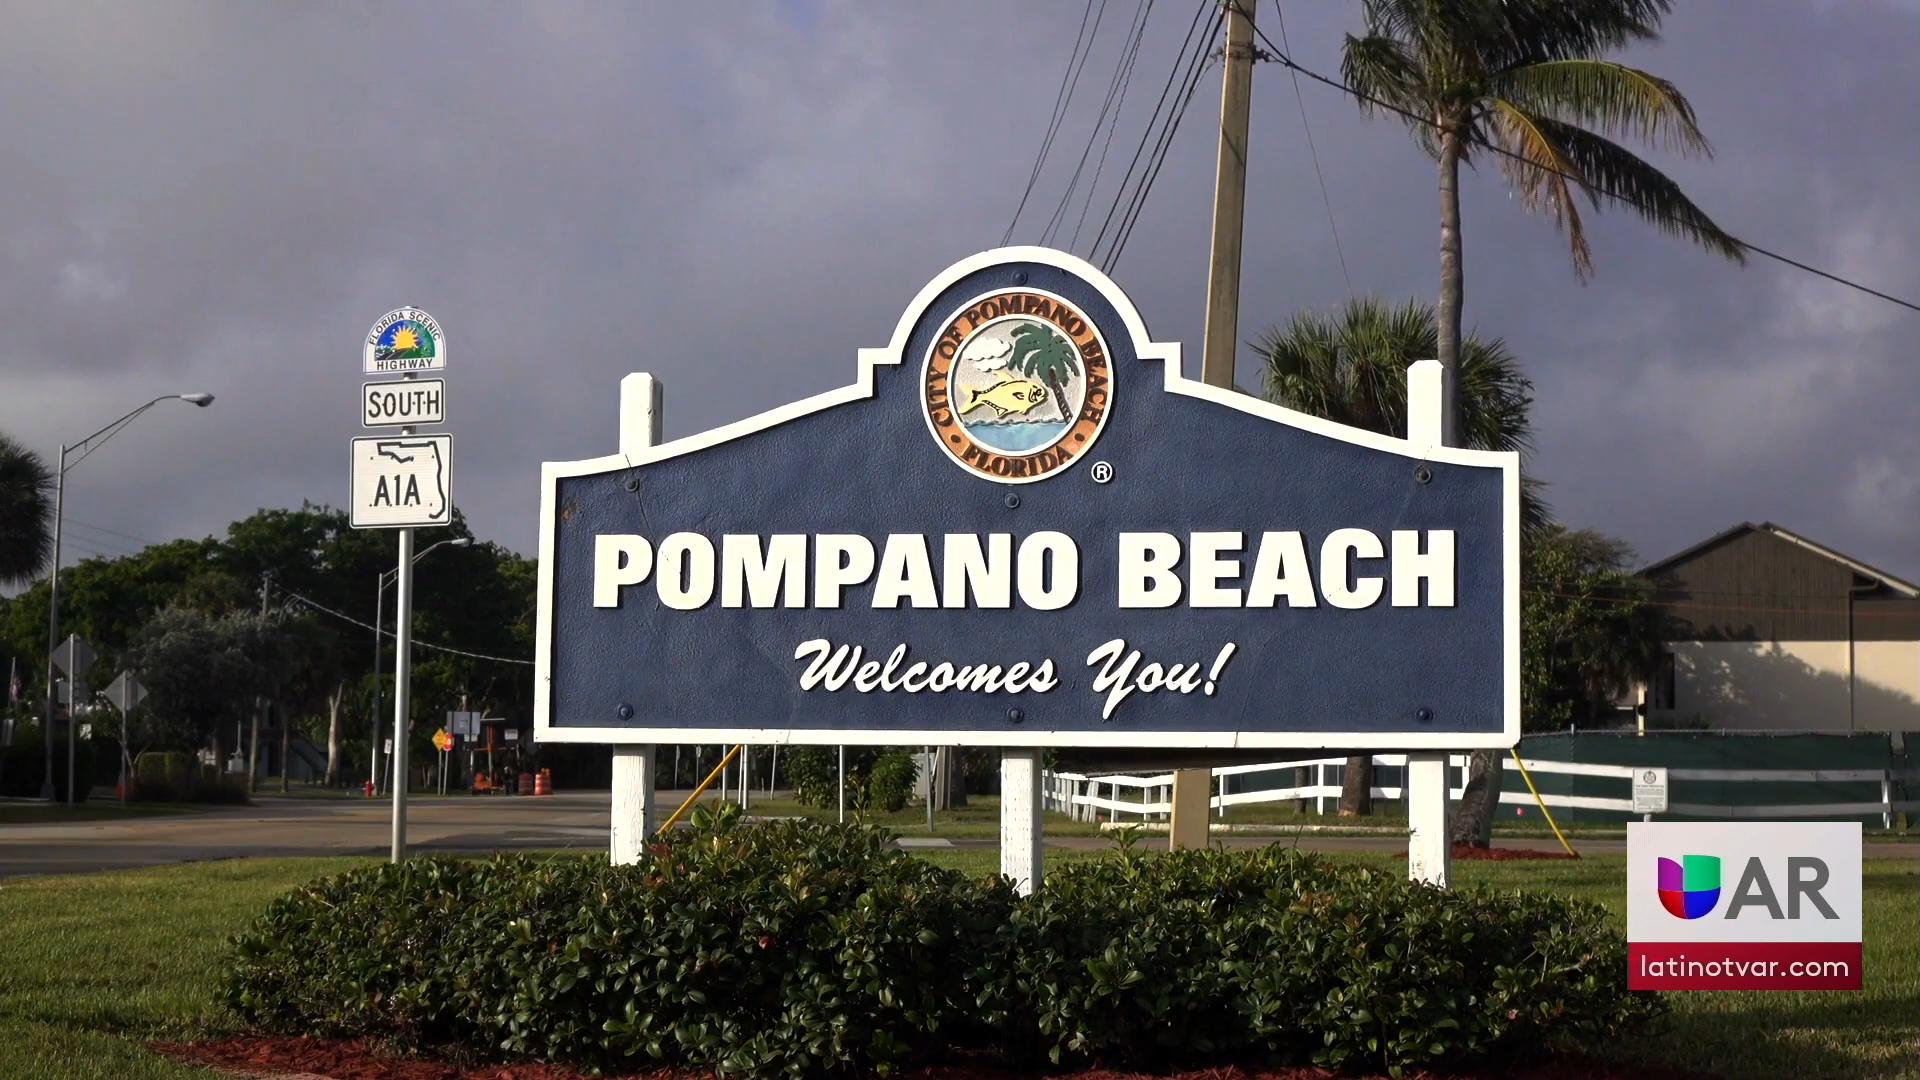 FLORIDA SCENIC
HIGHWAY
SOUTH
A1A
CITY OF POMPANO BEACH
FLORIDA
®
POMPANO BEACH
Welcomes You!
AR
latinotvar.com